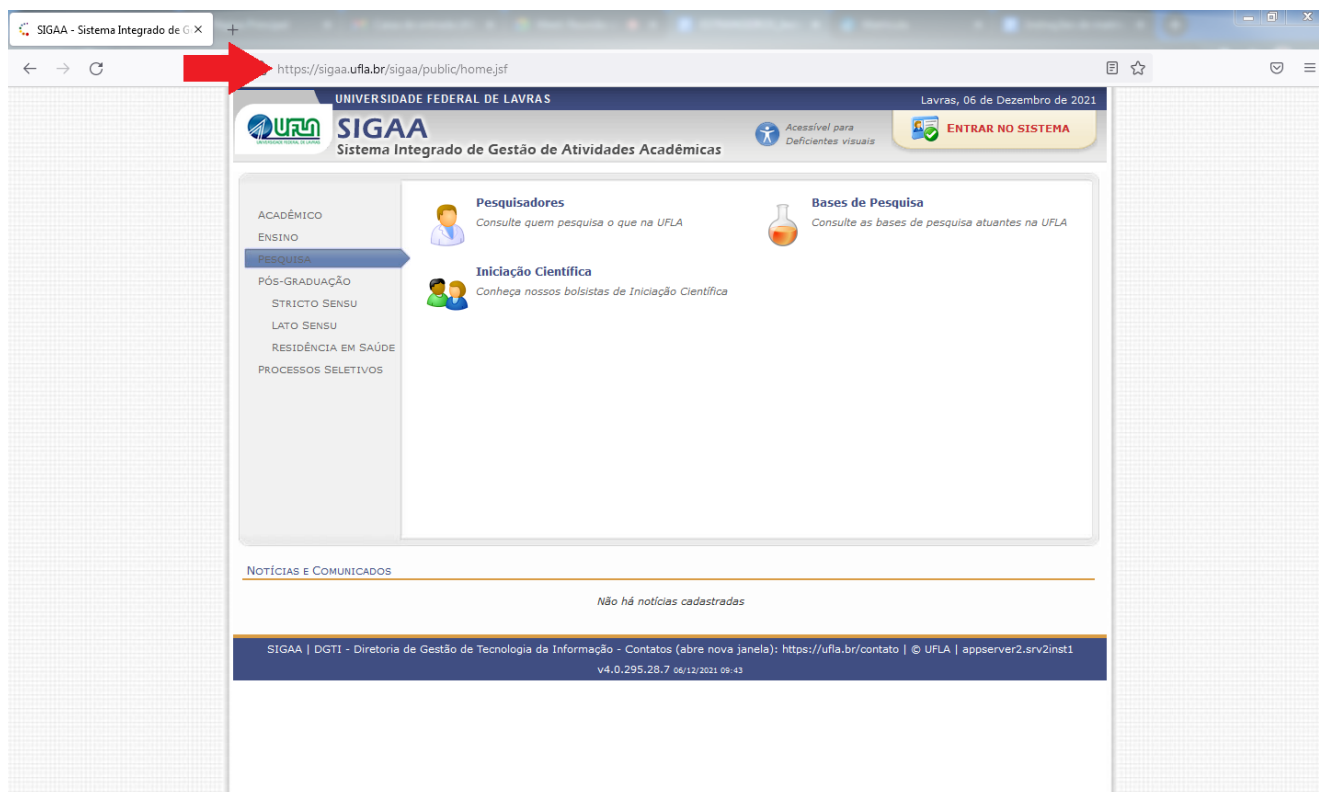 SIGAA - Sistema Integrado de G
https://sigaa.ufla.br/sigaa/public/home.jsf
UNIVERSIDADE FEDERAL DE LAVRAS
Lavras, 06 de Dezembro de 2021
UFLA
UNIVERSIDADE FEDERAL DE LAVRAS
SIGAA
Sistema Integrado de Gestão de Atividades Acadêmicas
Acessível para
Deficientes visuais
ENTRAR NO SISTEMA
ACADÊMICO
ENSINO
PESQUISA
PÓS-GRADUAÇÃO
STRICTO SENSU
LATO SENSU
RESIDÊNCIA EM SAÚDE
PROCESSOS SELETIVOS
Pesquisadores
Consulte quem pesquisa o que na UFLA
Bases de Pesquisa
Consulte as bases de pesquisa atuantes na UFLA
Iniciação Científica
Conheça nossos bolsistas de Iniciação Científica
NOTÍCIAS E COMUNICADOS
Não há notícias cadastradas
SIGAA | DGTI - Diretoria de Gestão de Tecnologia da Informação - Contatos (abre nova janela): https://ufla.br/contato | © UFLA | appserver2.srv2inst1
v4.0.295.28.7 06/12/2021 09:43